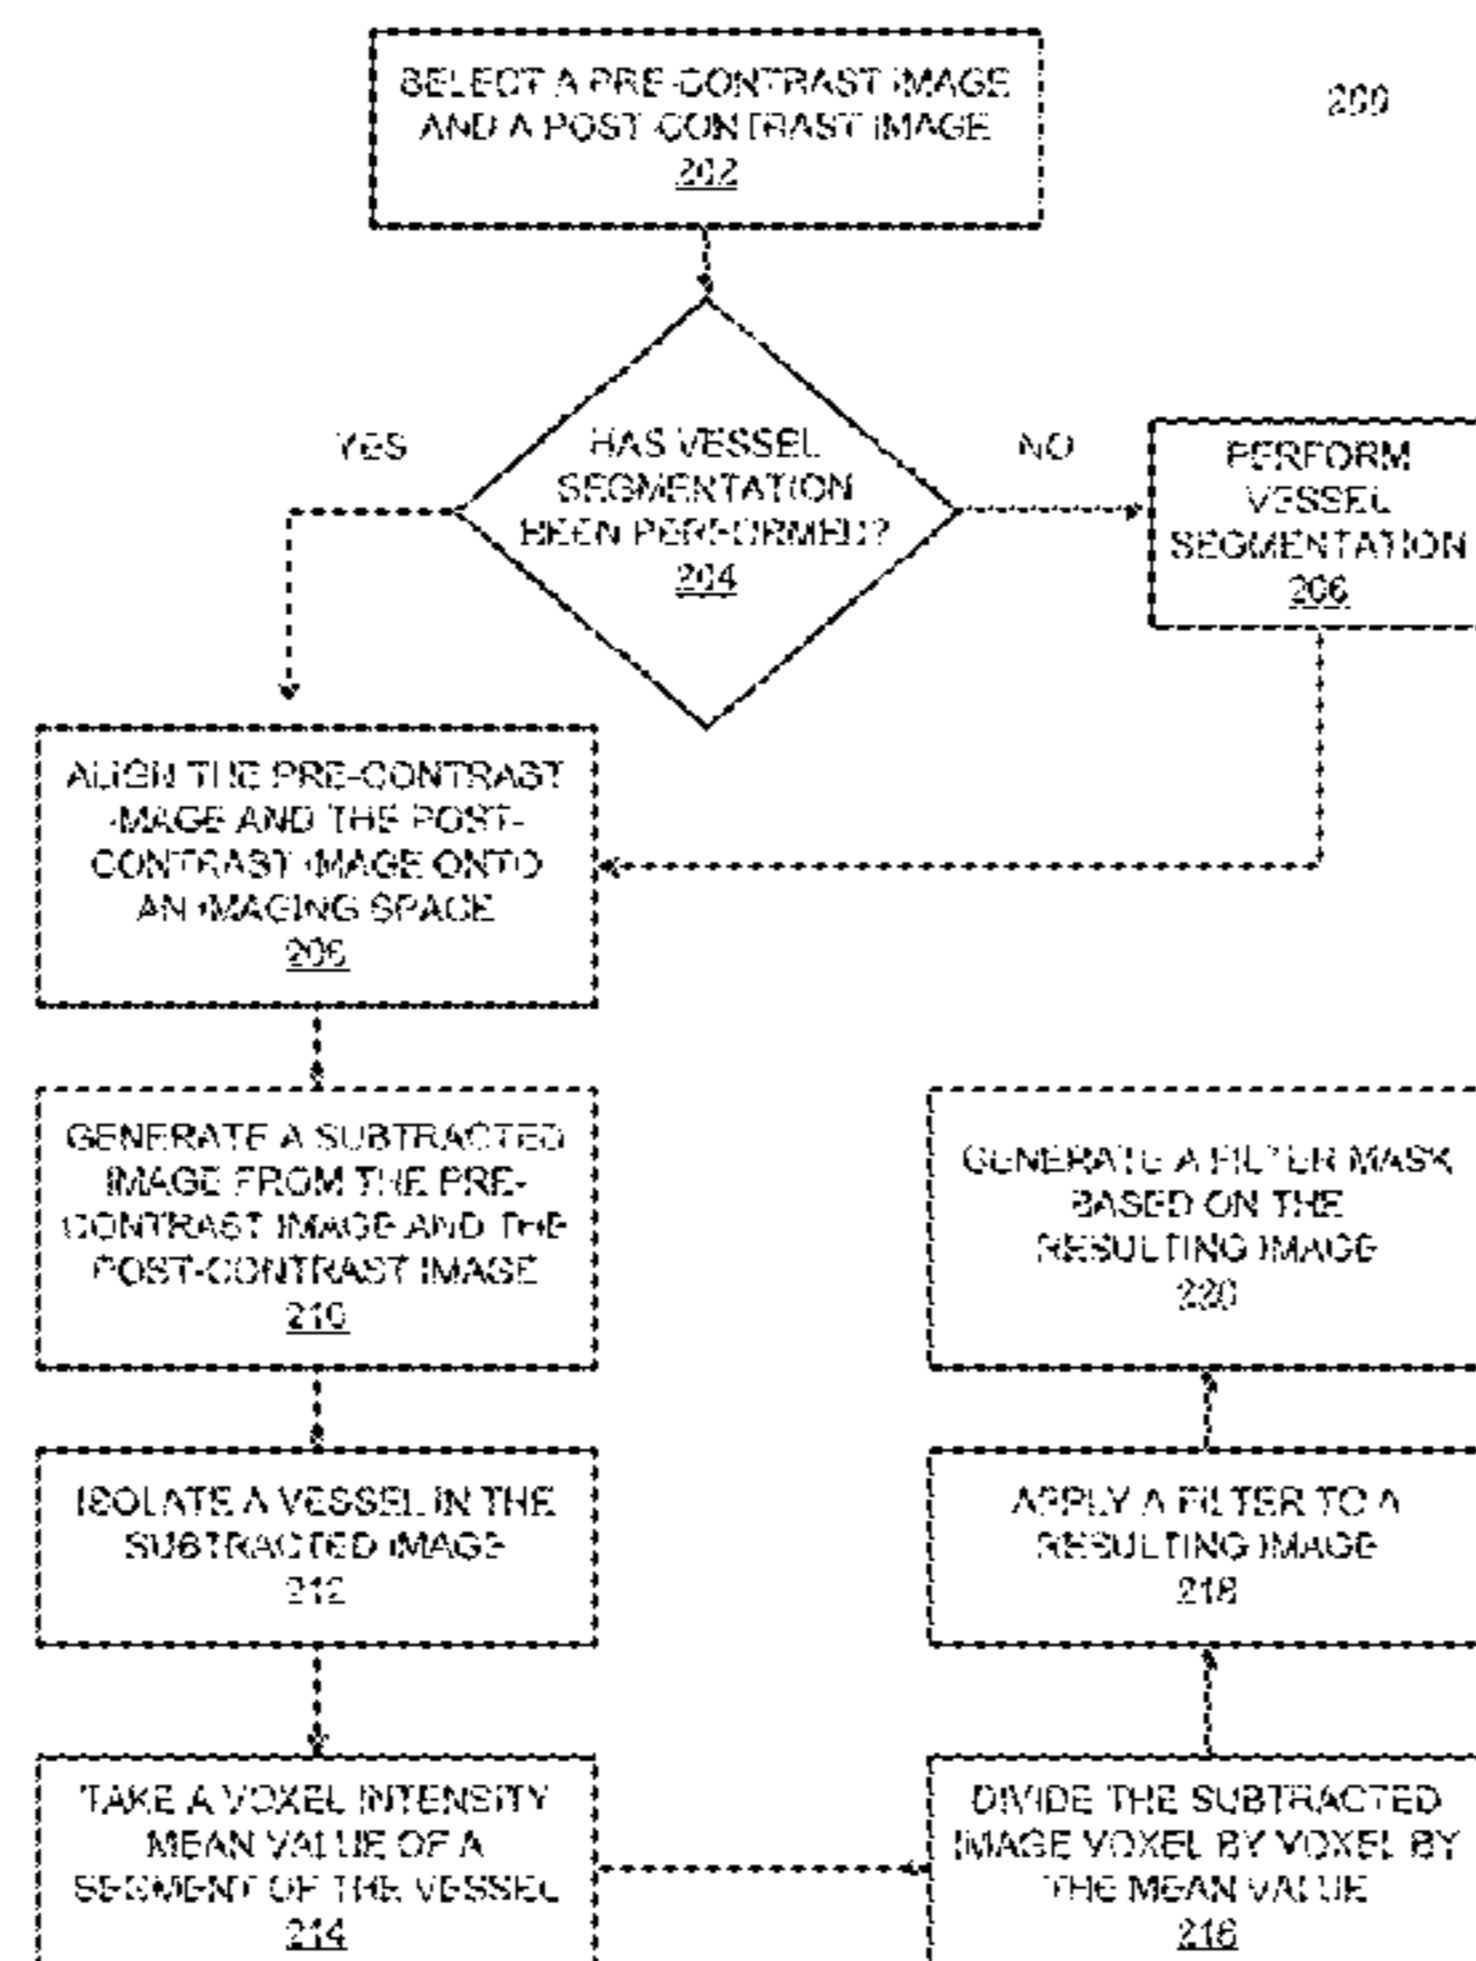 SELECT A PRE-CONTRAST IMAGE
AND A POST-CONTRAST IMAGE
202
200
HAS VESSEL
SEGMENTATION
BEEN PERFORMED?
204
YES
NO
PERFORM
VESSEL
SEGMENTATION
206
ALIGN THE PRE-CONTRAST
IMAGE AND THE POST-
CONTRAST IMAGE ONTO
AN IMAGING SPACE
208
GENERATE A SUBTRACTED
IMAGE FROM THE PRE-
CONTRAST IMAGE AND THE
POST-CONTRAST IMAGE
210
ISOLATE A VESSEL IN THE
SUBTRACTED IMAGE
212
TAKE A VOXEL INTENSITY
MEAN VALUE OF A
SEGMENT OF THE VESSEL
214
DIVIDE THE SUBTRACTED
IMAGE VOXEL BY VOXEL BY
THE MEAN VALUE
216
APPLY A FILTER TO A
RESULTING IMAGE
218
GENERATE A FILTER MASK
BASED ON THE
RESULTING IMAGE
220